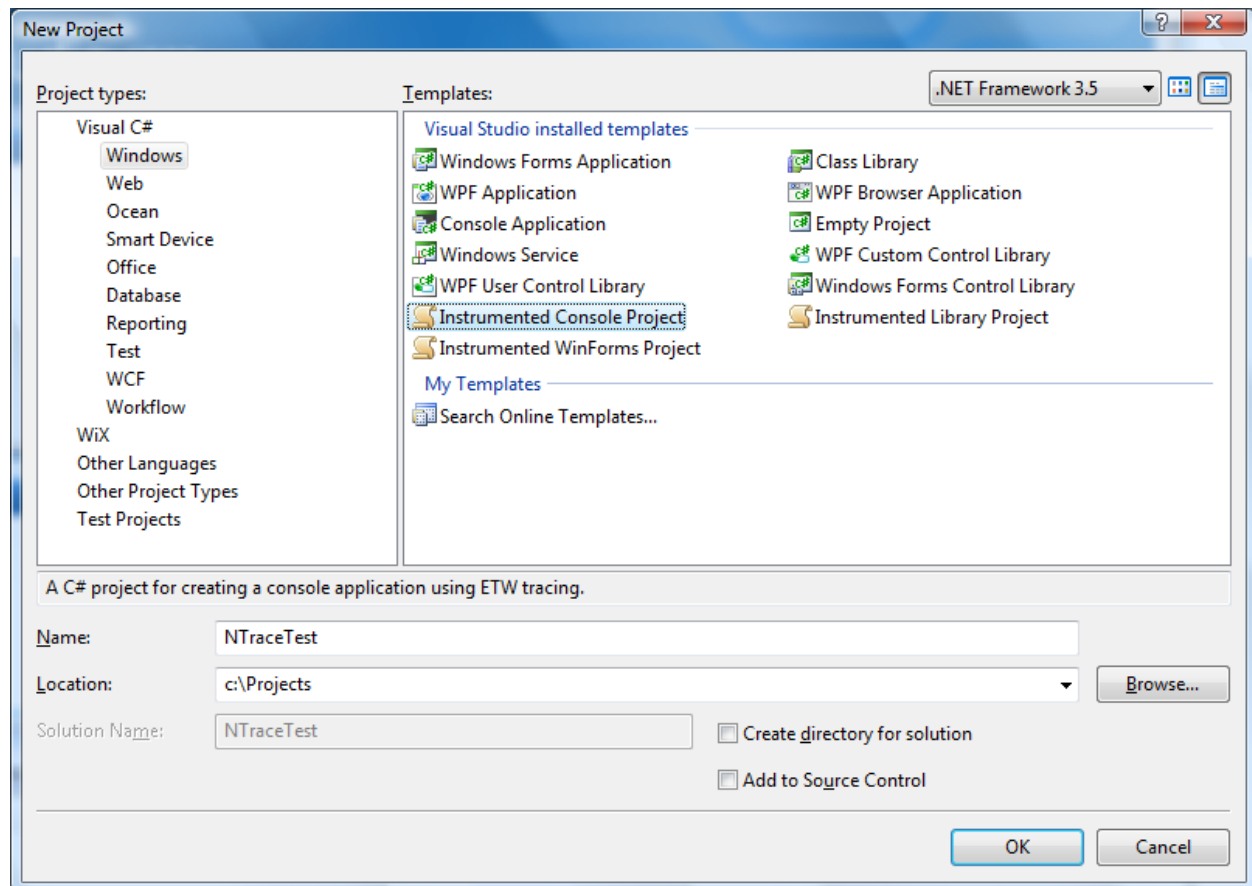 New Project
Project types:
Templates:
.NET Framework 3.5
Visual C#
Windows
Web
Ocean
Smart Device
Office
Database
Reporting
Test
WCF
Workflow
WiX
Other Languages
Other Project Types
Test Projects
Visual Studio installed templates
Windows Forms Application
Class Library
WPF Application
WPF Browser Application
Console Application
Empty Project
Windows Service
WPF Custom Control Library
WPF User Control Library
Windows Forms Control Library
Instrumented Console Project
Instrumented Library Project
Instrumented WinForms Project
My Templates
Search Online Templates...
A C# project for creating a console application using ETW tracing.
Name:
NTraceTest
Location:
c:\Projects
Browse...
Solution Name:
NTraceTest
Create directory for solution
Add to Source Control
OK
Cancel